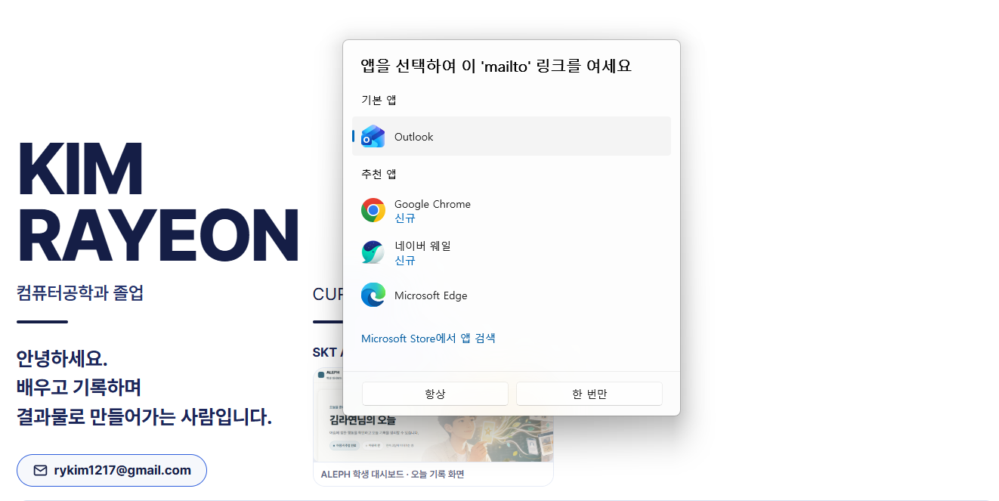 앱을 선택하여 이 'mailto' 링크를 여세요
기본 앱
Outlook
추천 앱
Google Chrome
신규
네이버 웨일
신규
Microsoft Edge
Microsoft Store에서 앱 검색
항상
한 번만
KIM
RAYEON
컴퓨터공학과 졸업
안녕하세요.
배우고 기록하며
결과물로 만들어가는 사람입니다.
rykim1217@gmail.com
SKT
ALEPH
김라연님의 오늘
ALEPH 학생 대시보드 · 오늘 기록 화면